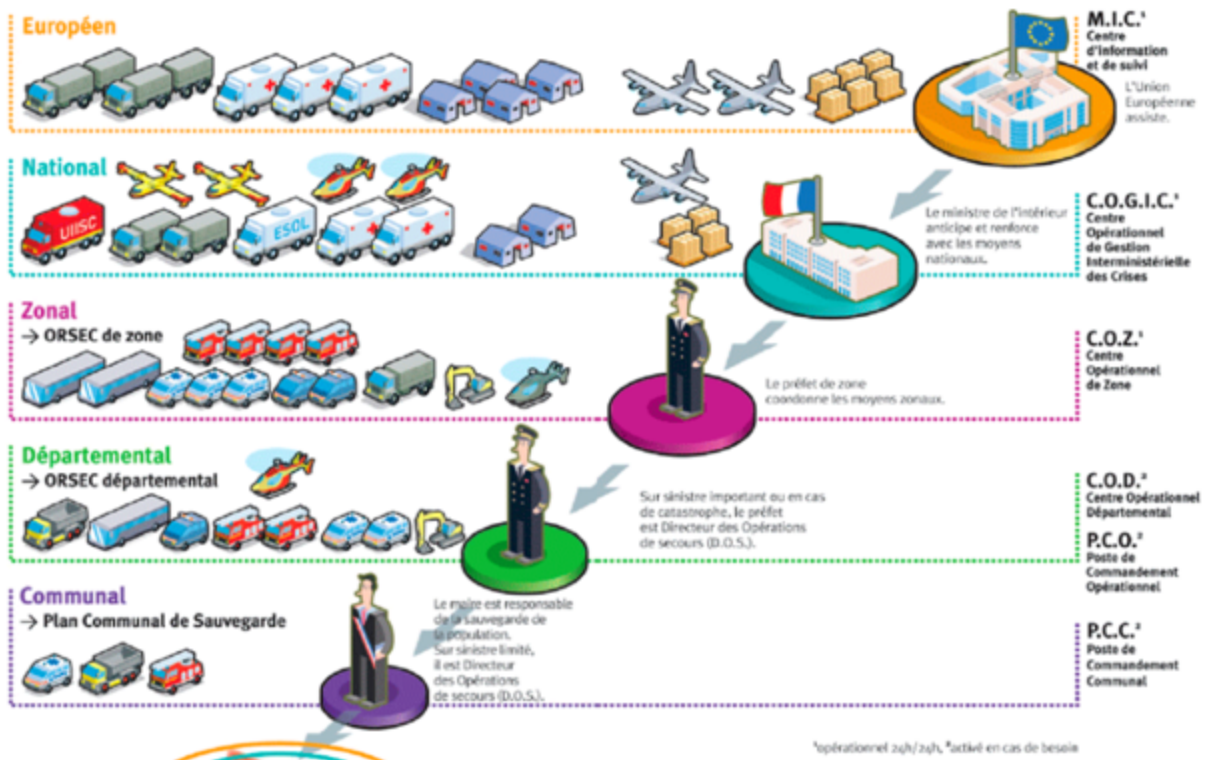 Européen
M.I.C.¹
Centre
d'Information
et de suivi
L'Union
Européenne
assiste.
National
UIISC
ESOL
Le ministre de l'intérieur
anticipe et renforce
avec les moyens
nationaux.
C.O.G.I.C.¹
Centre
Opérationnel
de Gestion
Interministérielle
des Crises
Zonal
→ ORSEC de zone
Le préfet de zone
coordonne les moyens zonaux.
C.O.Z.¹
Centre
Opérationnel
de Zone
Départemental
→ ORSEC départemental
Sur sinistre important ou en cas
de catastrophe, le préfet
est Directeur des Opérations
de secours (D.O.S.).
C.O.D.²
Centre Opérationnel
Départemental
P.C.O.²
Poste de
Commandement
Opérationnel
Communal
→ Plan Communal de Sauvegarde
Le maire est responsable
de la sauvegarde de
la population.
Sur sinistre limité,
il est Directeur
des Opérations
de secours (D.O.S.).
P.C.C.²
Poste de
Commandement
Communal
¹opérationnel 24h/24h, ²activé en cas de besoin